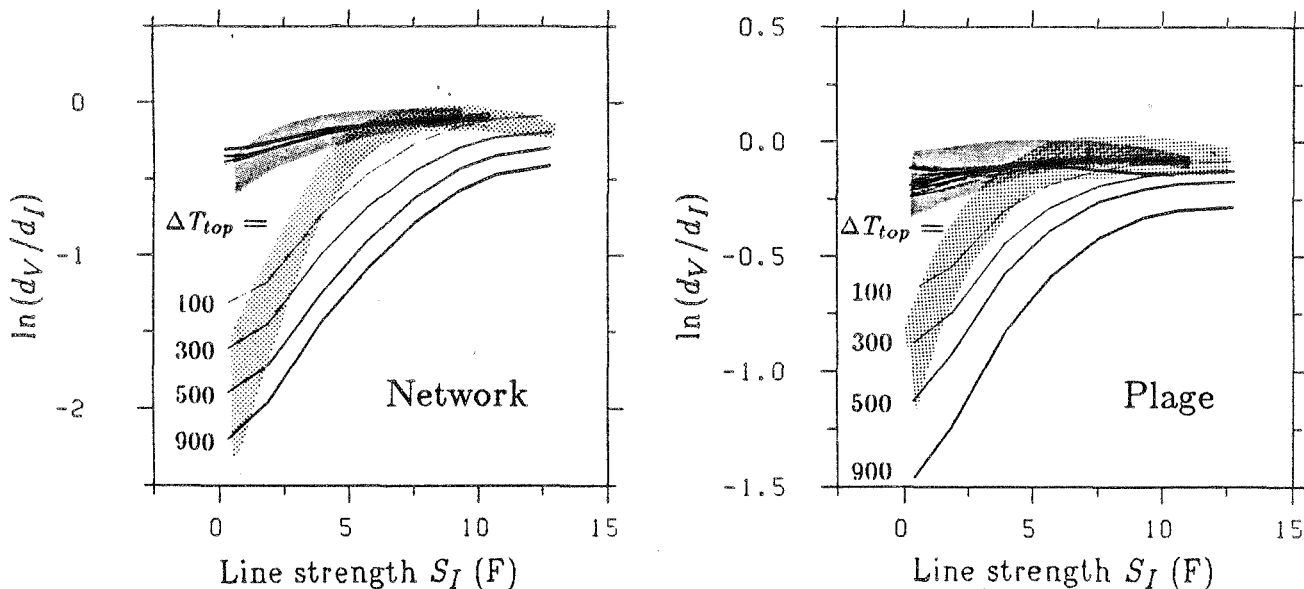 0
-1
-2
ln(d_V/d_I)
ΔT_top =
100
300
500
900
Network
0 5 10 15
Line strength S_I (F)
0.5
0.0
-0.5
-1.0
-1.5
ln(d_V/d_I)
ΔT_top =
100
300
500
900
Plage
0 5 10 15
Line strength S_I (F)